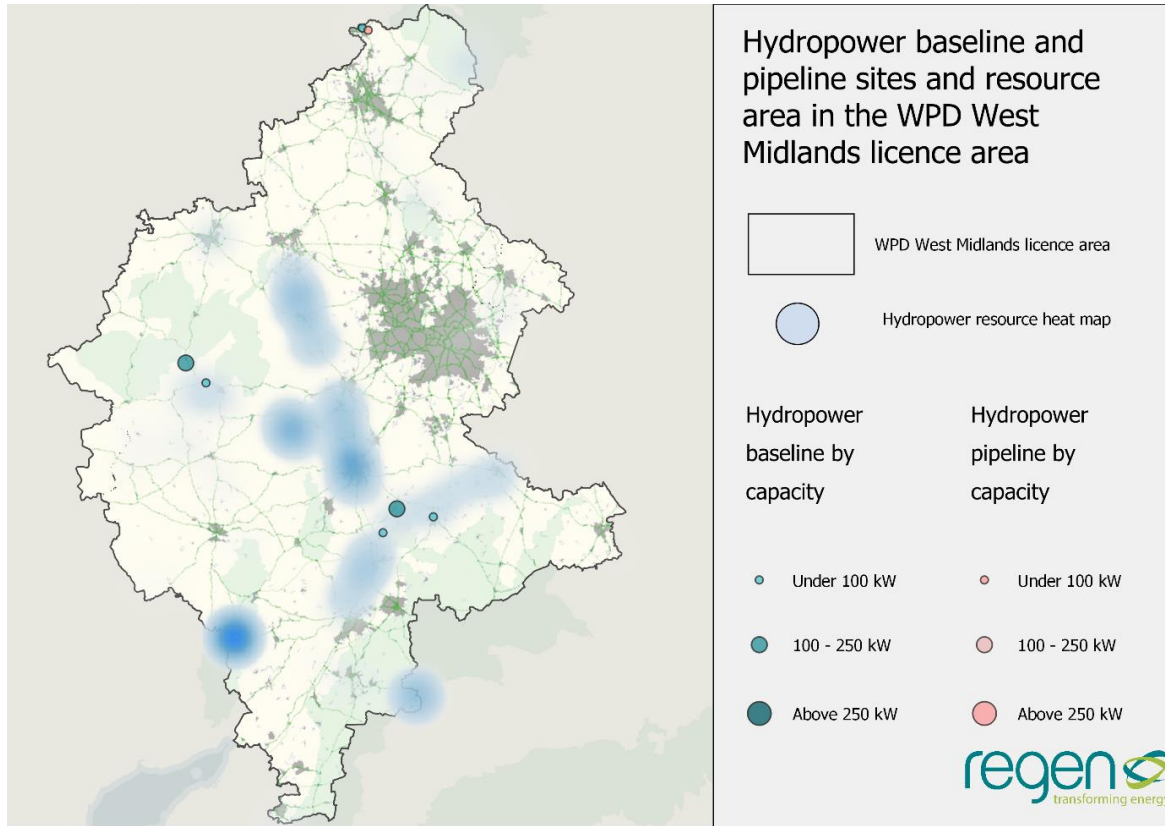 Hydropower baseline and
pipeline sites and resource
area in the WPD West
Midlands licence area
WPD West Midlands licence area
Hydropower resource heat map
Hydropower
baseline by
capacity
Hydropower
pipeline by
capacity
Under 100 kW
Under 100 kW
100 - 250 kW
100 - 250 kW
Above 250 kW
Above 250 kW
regen
transforming energy